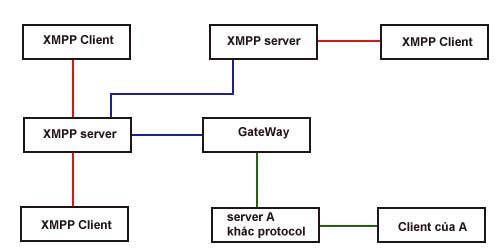 XMPP Client
XMPP server
XMPP Client
XMPP server
GateWay
XMPP Client
server A
khác protocol
Client của A